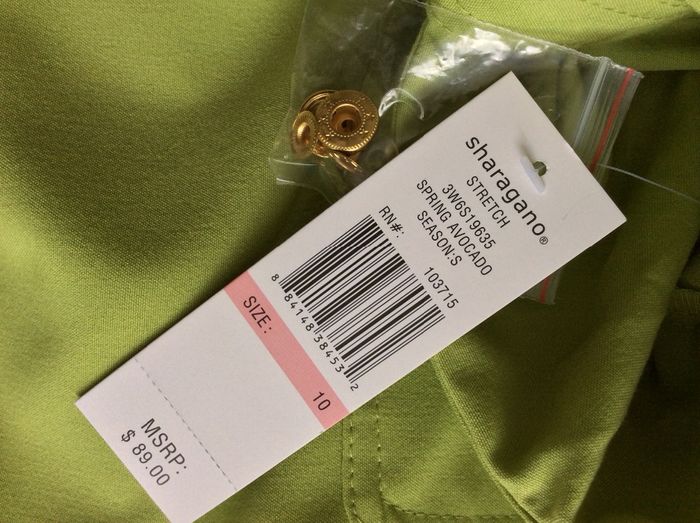 sharagano®
STRETCH
3W6S19635
SPRING AVOCADO
SEASON:S
RN#: 103715
8 84148 38453 2
SIZE: 10
MSRP:
$ 89.00